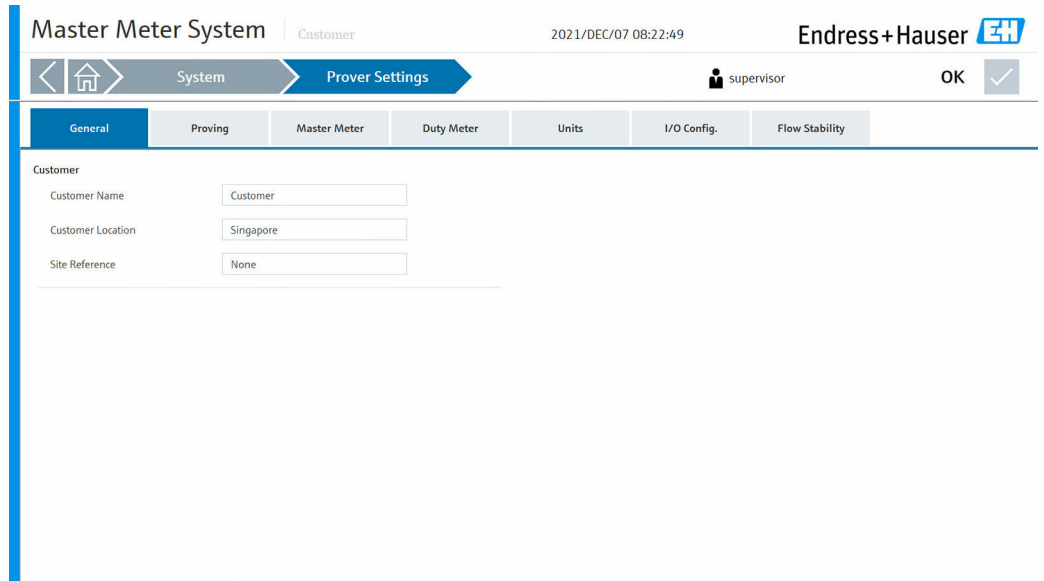 Master Meter System Customer 2021/DEC/07 08:22:49 Endress+Hauser EH
System Prover Settings supervisor OK
General Proving Master Meter Duty Meter Units I/O Config. Flow Stability
Customer
Customer Name Customer
Customer Location Singapore
Site Reference None